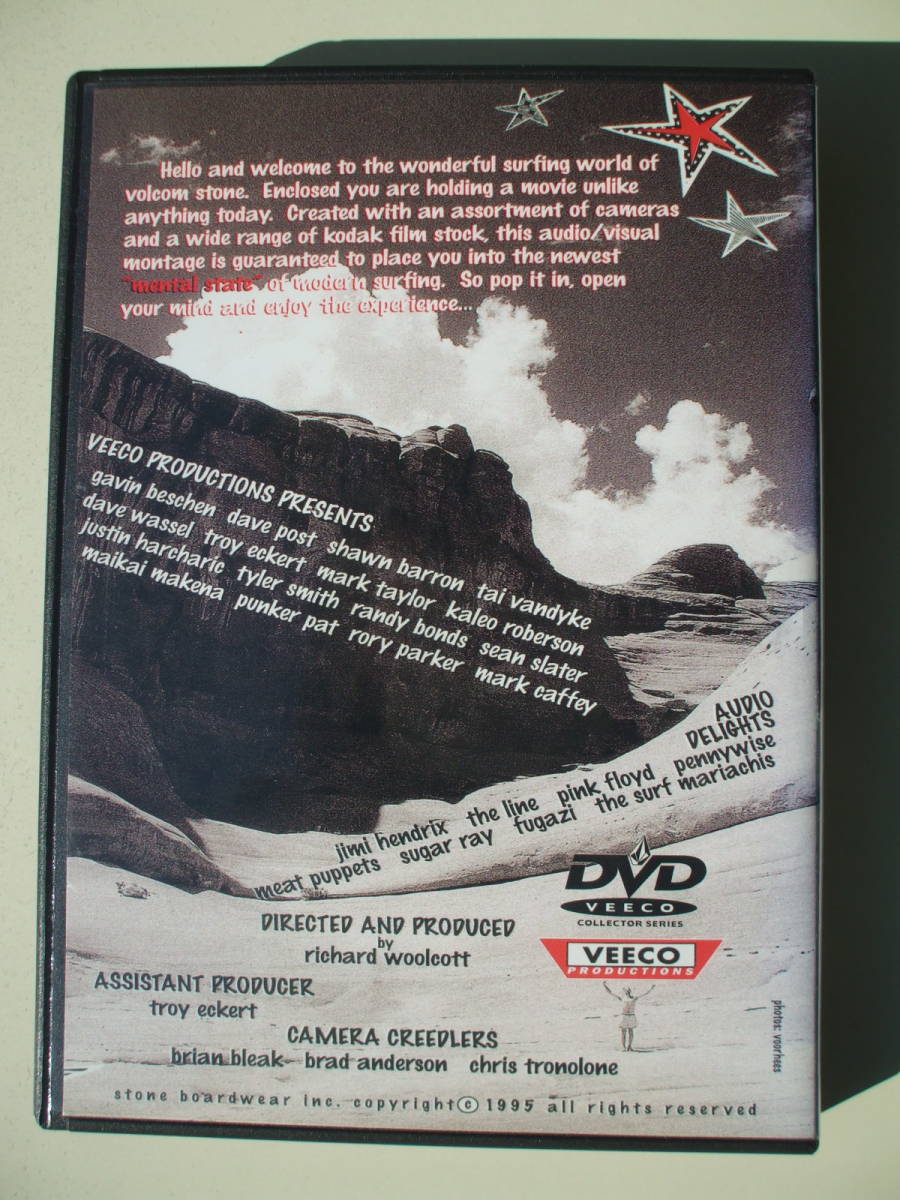 Hello and welcome to the wonderful surfing world of
volcom stone. Enclosed you are holding a movie unlike
anything today. Created with an assortment of cameras
and a wide range of kodak film stock, this audio/visual
montage is guaranteed to place you into the newest
"mental state" of modern surfing. So pop it in, open
your mind and enjoy the experience...
VEECO PRODUCTIONS PRESENTS
gavin beschen dave post shawn barron tai vandyke
dave wassel troy eckert mark taylor kaleo roberson
justin harcharic tyler smith randy bonds sean slater
maikai makena punker pat rory parker mark caffey
AUDIO
DELIGHTS
jimi hendrix the line pink floyd pennywise
meat puppets sugar ray fugazi the surf mariachis
DVD
VEECO
COLLECTOR SERIES
VEECO
PRODUCTIONS
DIRECTED AND PRODUCED
by
richard woolcott
ASSISTANT PRODUCER
troy eckert
CAMERA CREEDLERS
brian bleak brad anderson chris tronolone
photos: voorhees
stone boardwear inc. copyright © 1995 all rights reserved